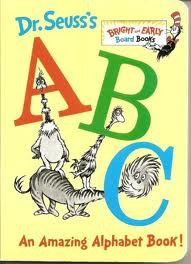 Dr. Seuss's
BRIGHT and EARLY
Board Books
A
B
C
An Amazing Alphabet Book!